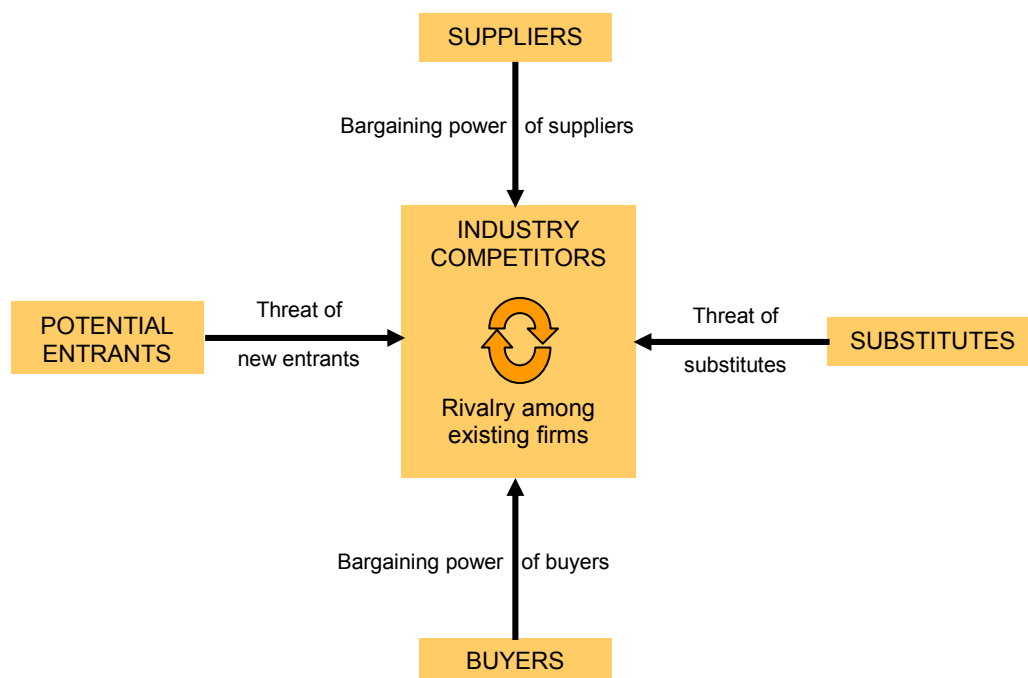 SUPPLIERS
Bargaining power of suppliers
INDUSTRY
COMPETITORS
Threat of
new entrants
POTENTIAL
ENTRANTS
Threat of
substitutes
SUBSTITUTES
Rivalry among
existing firms
Bargaining power of buyers
BUYERS